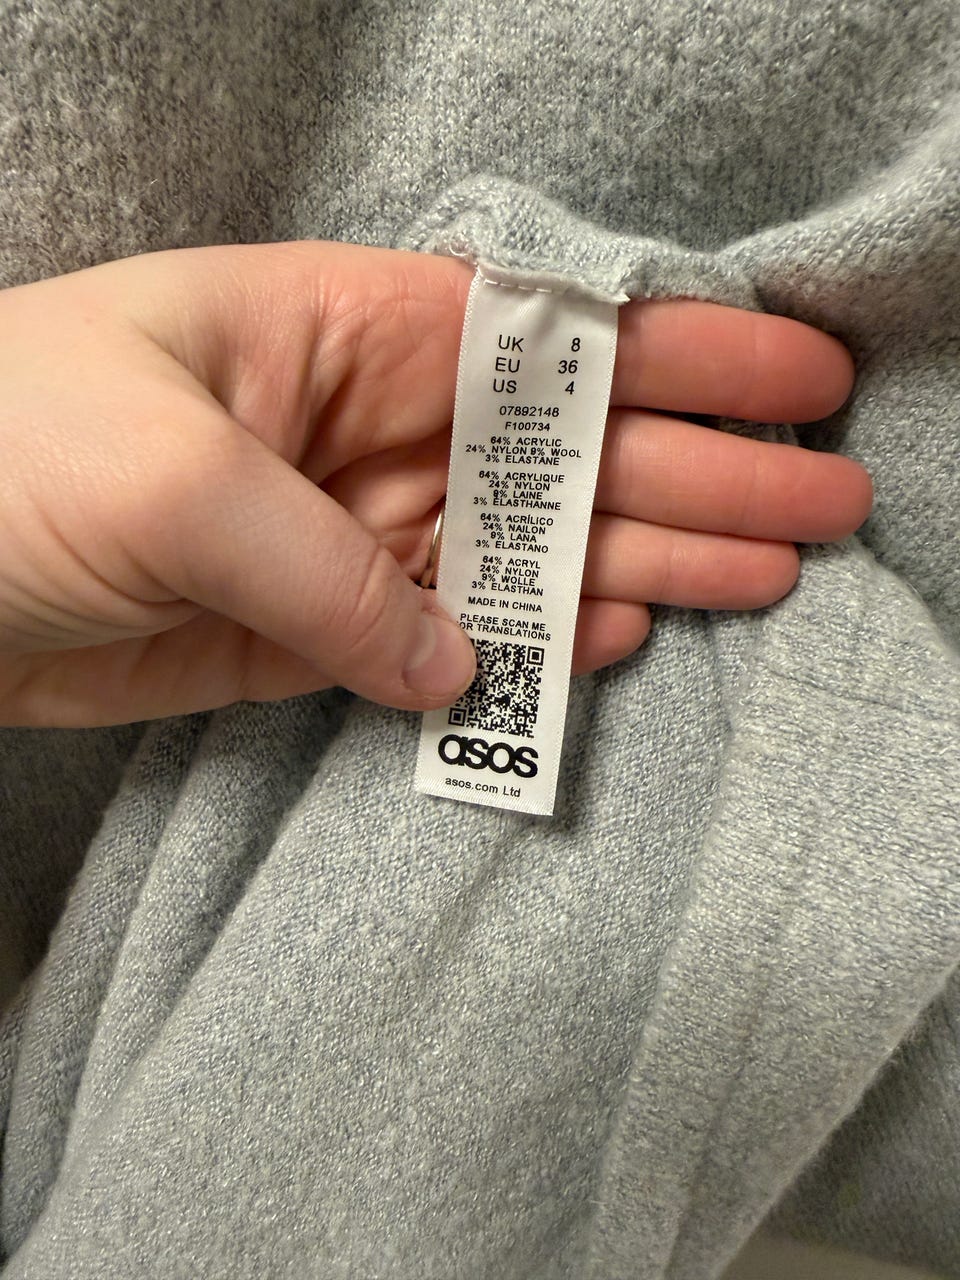 UK 8
EU 36
US 4
07892148
F100734
64% ACRYLIC
24% NYLON 9% WOOL
3% ELASTANE
64% ACRYLIQUE
24% NYLON
9% LAINE
3% ELASTHANNE
64% ACRÍLICO
24% NAILON
9% LANA
3% ELASTANO
64% ACRYL
24% NYLON
9% WOLLE
3% ELASTHAN
MADE IN CHINA
PLEASE SCAN ME
OR TRANSLATIONS
asos
asos.com Ltd